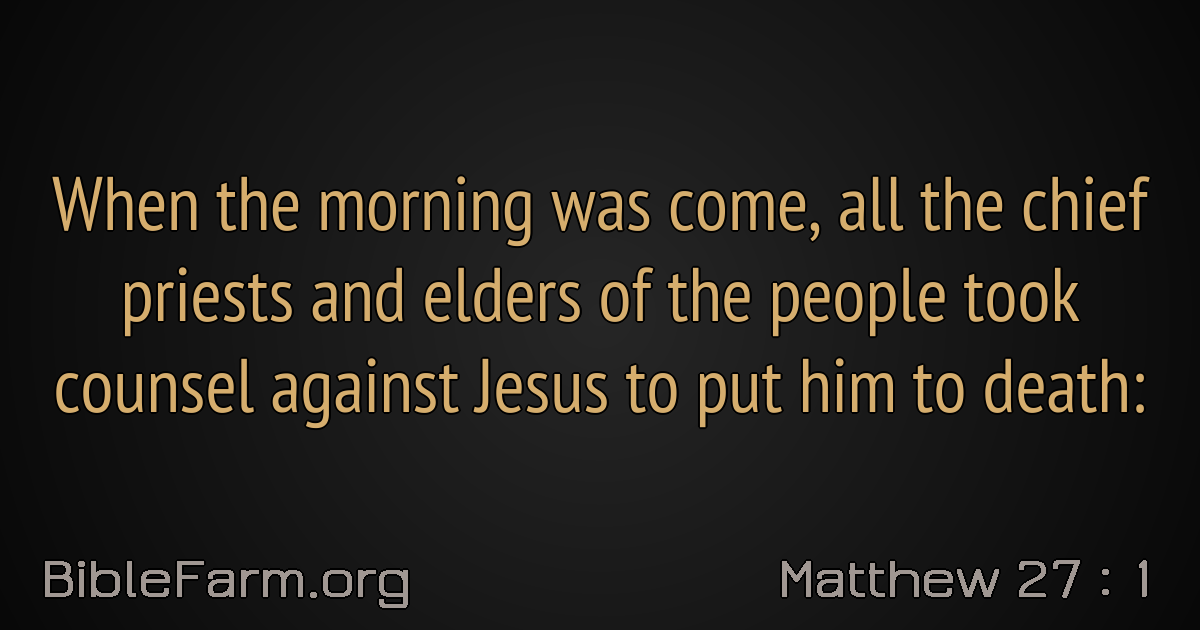 When the morning was come, all the chief
priests and elders of the people took
counsel against Jesus to put him to death:
BibleFarm.org
Matthew 27 : 1